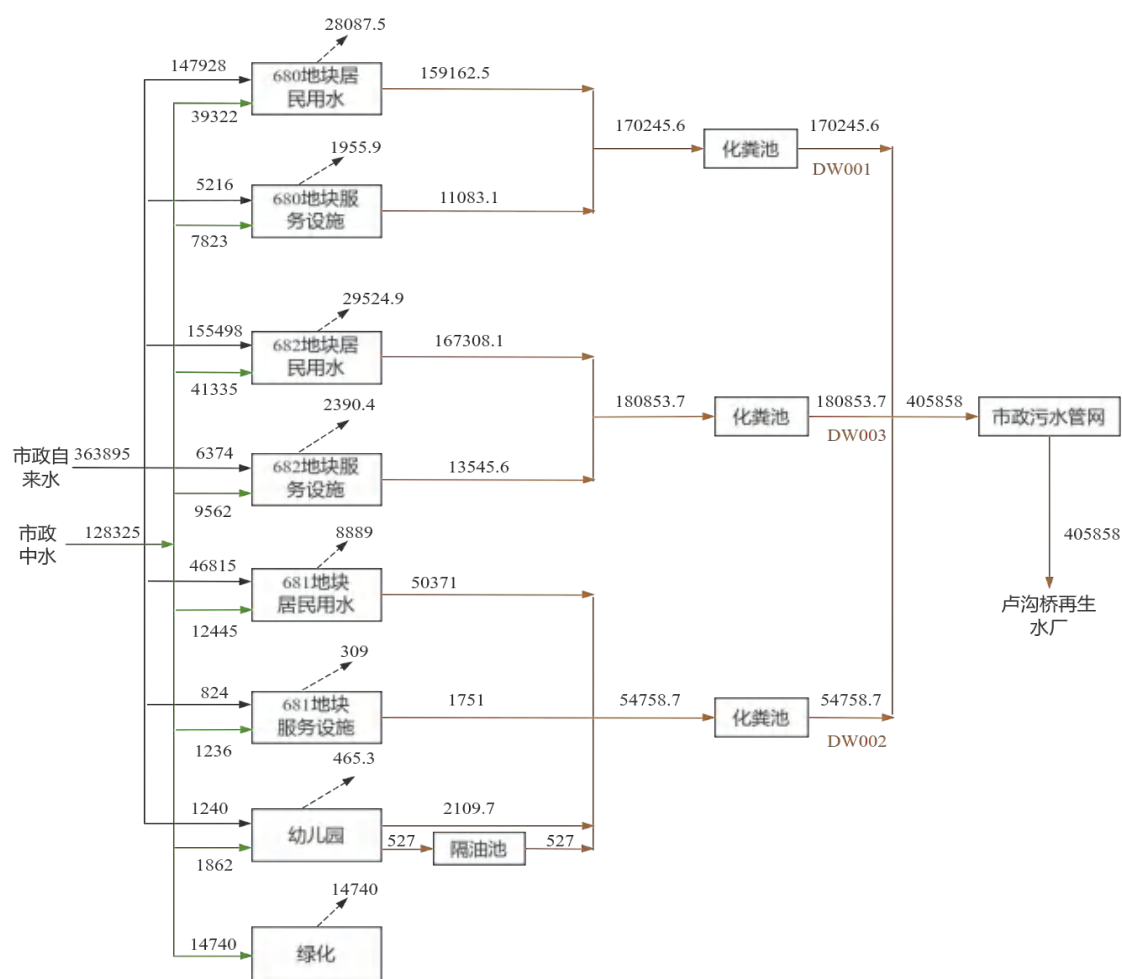 28087.5
147928
680地块居
民用水
159162.5
39322
170245.6
化粪池
170245.6
DW001
1955.9
5216
680地块服
务设施
11083.1
7823
29524.9
155498
682地块居
民用水
167308.1
41335
2390.4
180853.7
化粪池
180853.7
DW003
405858
市政污水管网
市政自
来水
363895
6374
682地块服
务设施
13545.6
9562
市政
中水
128325
8889
46815
681地块
居民用水
50371
12445
405858
卢沟桥再生
水厂
309
824
681地块
服务设施
1751
1236
54758.7
化粪池
54758.7
DW002
465.3
1240
幼儿园
2109.7
527
隔油池
527
1862
14740
14740
绿化